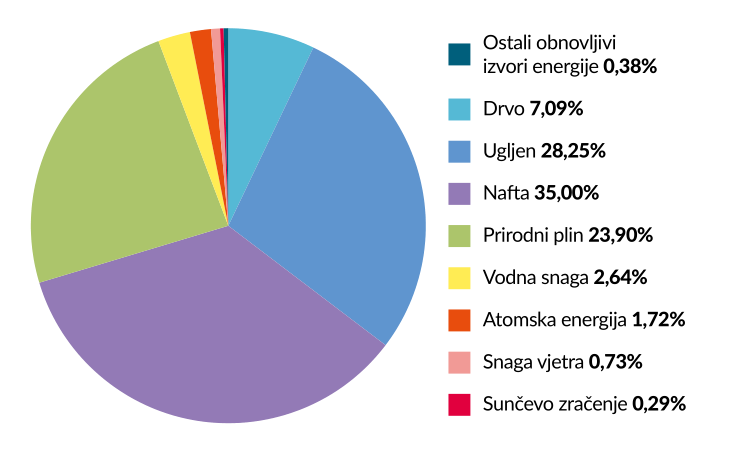 Ostali obnovljivi
izvori energije 0,38%
Drvo 7,09%
Ugljen 28,25%
Nafta 35,00%
Prirodni plin 23,90%
Vodna snaga 2,64%
Atomska energija 1,72%
Snaga vjetra 0,73%
Sunčevo zračenje 0,29%